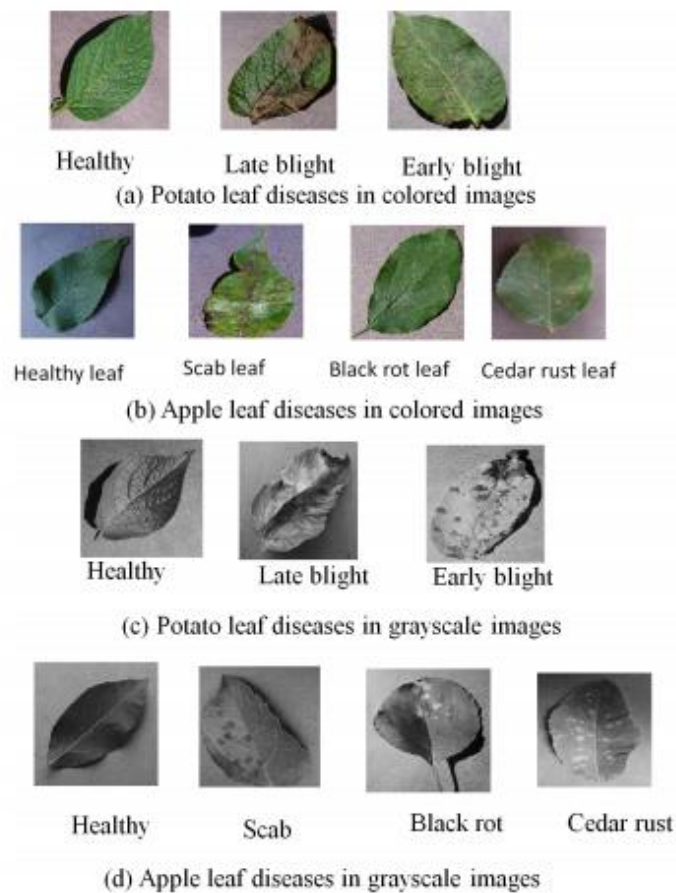 Healthy Late blight Early blight
(a) Potato leaf diseases in colored images
Healthy leaf Scab leaf Black rot leaf Cedar rust leaf
(b) Apple leaf diseases in colored images
Healthy Late blight Early blight
(c) Potato leaf diseases in grayscale images
Healthy Scab Black rot Cedar rust
(d) Apple leaf diseases in grayscale images